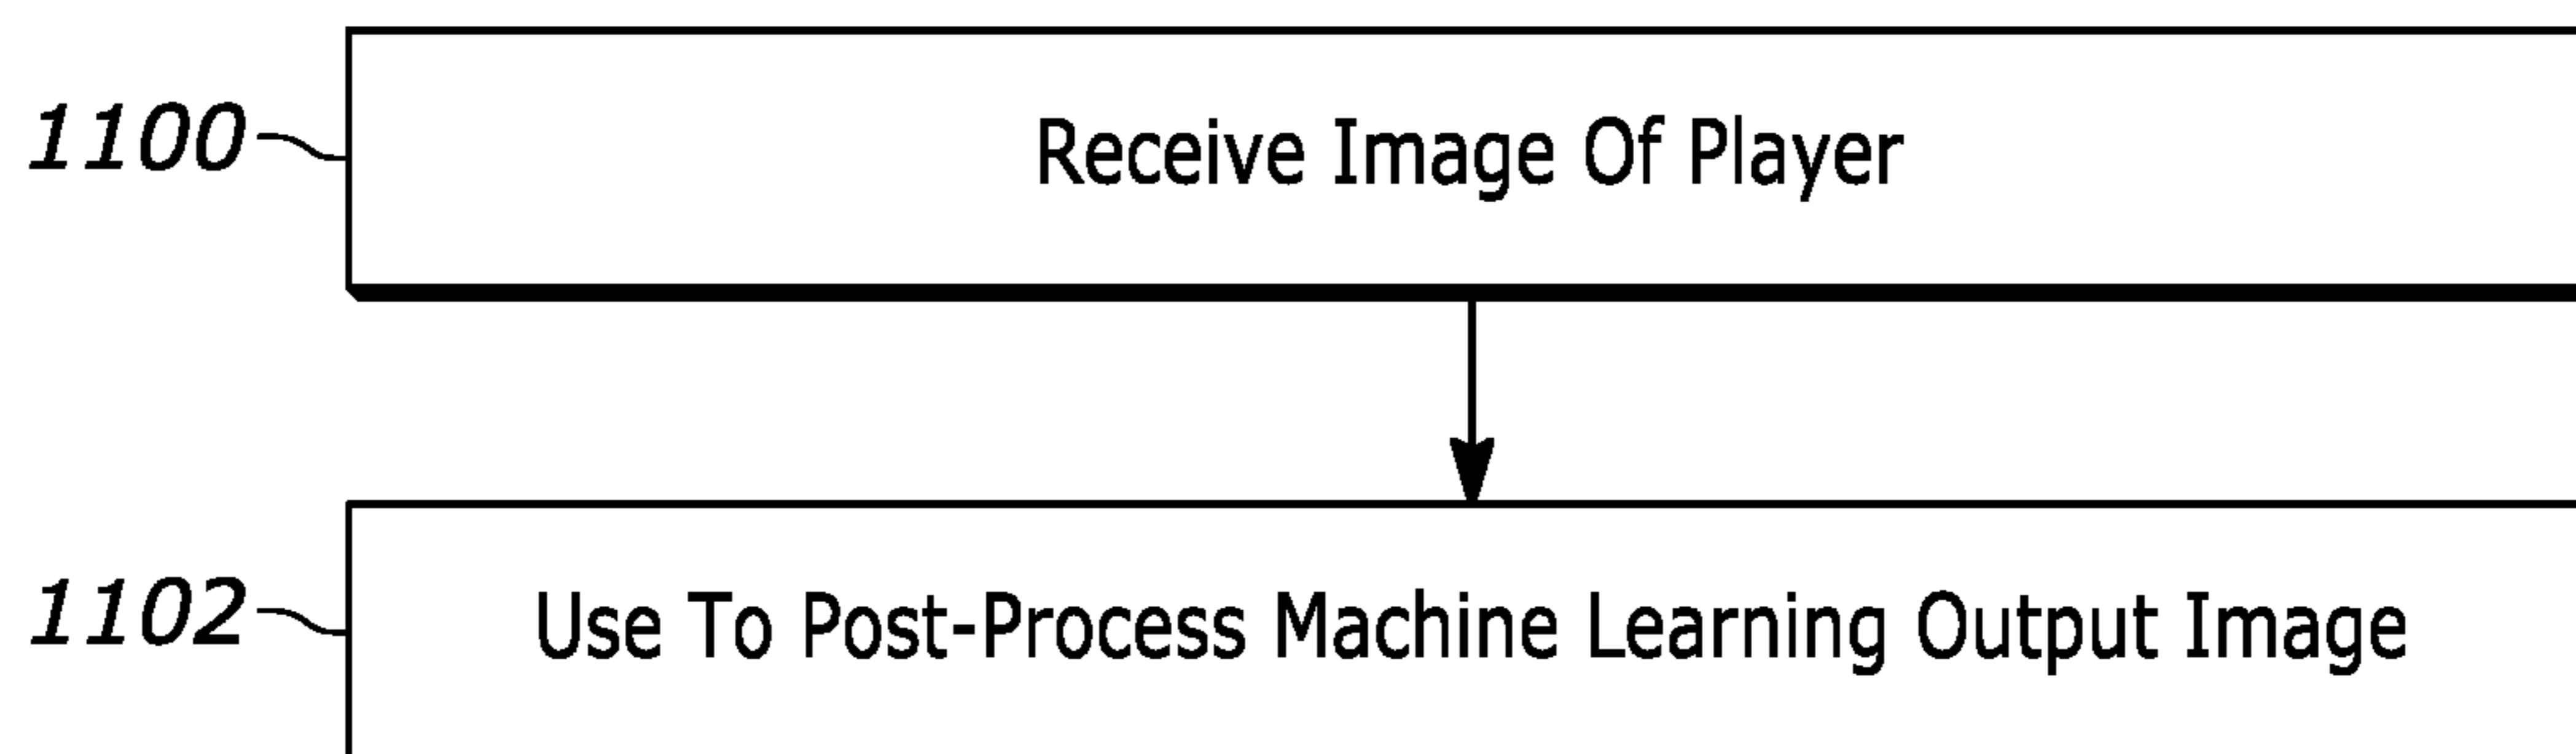 1100
Receive Image Of Player
1102
Use To Post-Process Machine Learning Output Image